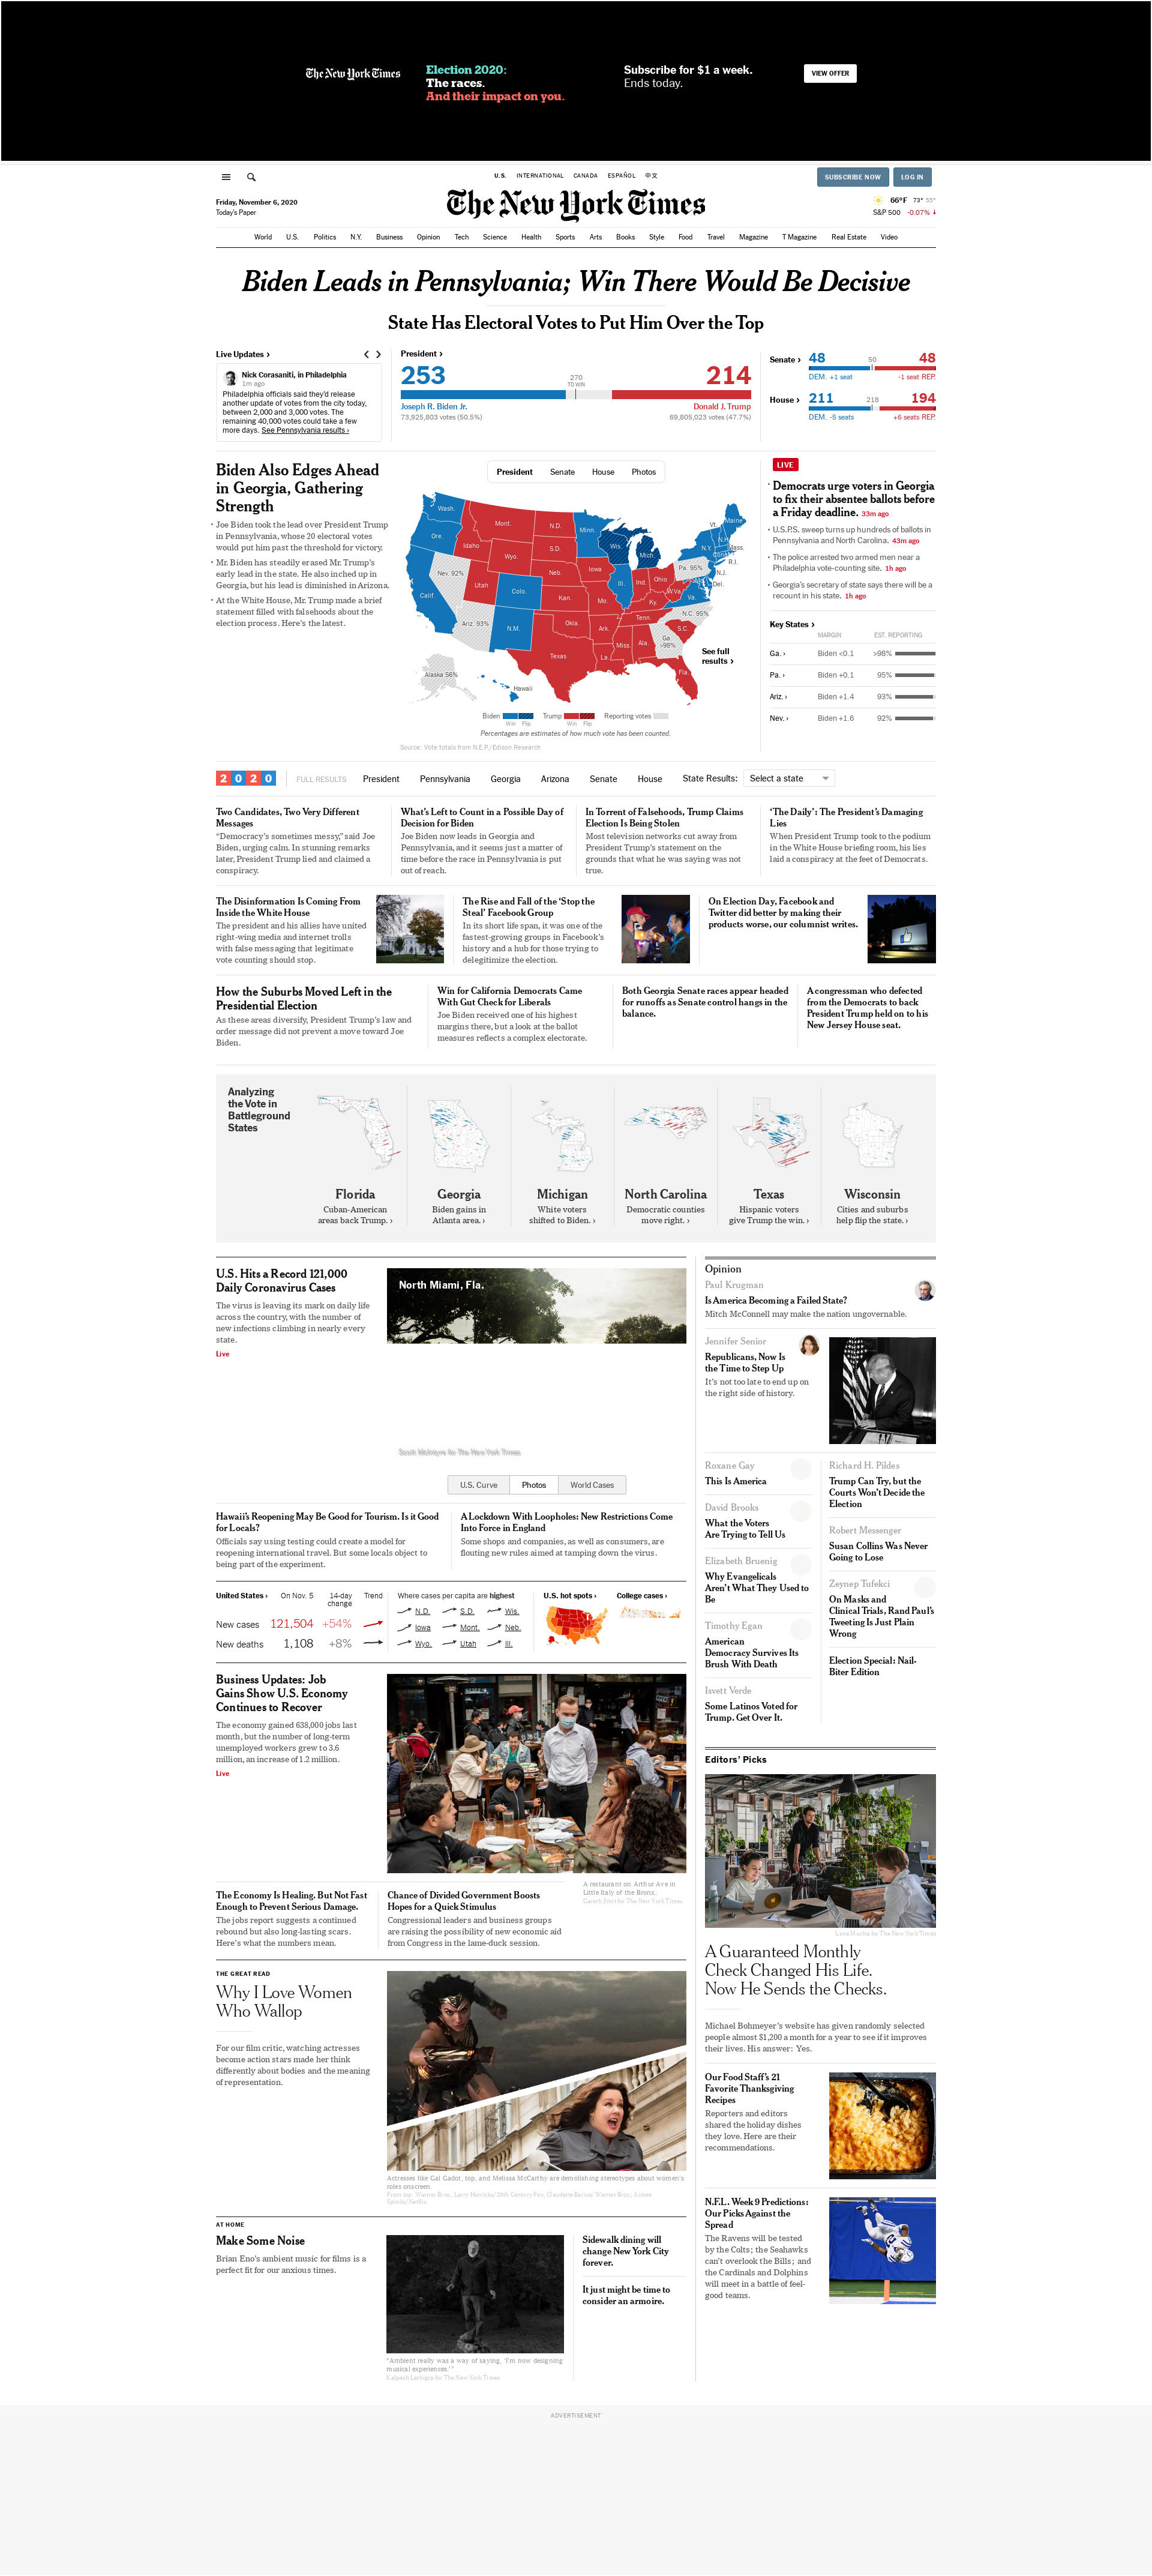 The New York Times
Election 2020:
The races.
And their impact on you.
Subscribe for $1 a week.
Ends today.
VIEW OFFER
U.S. INTERNATIONAL CANADA ESPAÑOL 中文
SUBSCRIBE NOW LOG IN
Friday, November 6, 2020
Today's Paper
The New York Times
66°F 73° 55°
S&P 500 -0.07%
World U.S. Politics N.Y. Business Opinion Tech Science Health Sports Arts Books Style Food Travel Magazine T Magazine Real Estate Video
Biden Leads in Pennsylvania; Win There Would Be Decisive
State Has Electoral Votes to Put Him Over the Top
Live Updates ›
Nick Corasaniti, in Philadelphia
1m ago
Philadelphia officials said they'd release
another update of votes from the city today,
between 2,000 and 3,000 votes. The
remaining 40,000 votes could take a few
more days. See Pennsylvania results ›
President ›
253 270 TO WIN 214
Joseph R. Biden Jr. Donald J. Trump
73,925,803 votes (50.5%) 69,805,023 votes (47.7%)
Senate › 48 50 48
DEM. +1 seat -1 seat REP.
House › 211 218 194
DEM. -5 seats +6 seats REP.
Biden Also Edges Ahead
in Georgia, Gathering
Strength
• Joe Biden took the lead over President Trump
in Pennsylvania, whose 20 electoral votes
would put him past the threshold for victory.
• Mr. Biden has steadily erased Mr. Trump's
early lead in the state. He also inched up in
Georgia, but his lead is diminished in Arizona.
• At the White House, Mr. Trump made a brief
statement filled with falsehoods about the
election process. Here's the latest.
President Senate House Photos
Wash.
Ore.
Calif.
Nev. 92%
Idaho
Mont.
Wyo.
Utah
Ariz. 93%
Colo.
N.M.
N.D.
S.D.
Neb.
Kan.
Okla.
Texas
Minn.
Iowa
Mo.
Ark.
La.
Wis.
Ill.
Mich.
Ind.
Ohio
Ky.
Tenn.
Miss.
Ala.
Ga. >98%
Fla.
S.C.
N.C. 95%
Va.
W.Va.
Pa. 95%
N.Y.
Vt.
N.H.
Maine
Mass.
Conn.
R.I.
N.J.
Del.
Alaska 56%
Hawaii
See full
results ›
Biden Trump Reporting votes
Win Flip Win Flip
Percentages are estimates of how much vote has been counted.
Source: Vote totals from N.E.P./Edison Research
LIVE
• Democrats urge voters in Georgia
to fix their absentee ballots before
a Friday deadline. 33m ago
• U.S.P.S. sweep turns up hundreds of ballots in
Pennsylvania and North Carolina. 43m ago
• The police arrested two armed men near a
Philadelphia vote-counting site. 1h ago
• Georgia's secretary of state says there will be a
recount in his state. 1h ago
Key States ›
MARGIN EST. REPORTING
Ga. › Biden <0.1 >98%
Pa. › Biden +0.1 95%
Ariz. › Biden +1.4 93%
Nev. › Biden +1.6 92%
2020 FULL RESULTS President Pennsylvania Georgia Arizona Senate House State Results: Select a state
Two Candidates, Two Very Different
Messages
“Democracy's sometimes messy,” said Joe
Biden, urging calm. In stunning remarks
later, President Trump lied and claimed a
conspiracy.
What's Left to Count in a Possible Day of
Decision for Biden
Joe Biden now leads in Georgia and
Pennsylvania, and it seems just a matter of
time before the race in Pennsylvania is put
out of reach.
In Torrent of Falsehoods, Trump Claims
Election Is Being Stolen
Most television networks cut away from
President Trump's statement on the
grounds that what he was saying was not
true.
‘The Daily’: The President's Damaging
Lies
When President Trump took to the podium
in the White House briefing room, his lies
laid a conspiracy at the feet of Democrats.
The Disinformation Is Coming From
Inside the White House
The president and his allies have united
right-wing media and internet trolls
with false messaging that legitimate
vote counting should stop.
The Rise and Fall of the ‘Stop the
Steal’ Facebook Group
In its short life span, it was one of the
fastest-growing groups in Facebook's
history and a hub for those trying to
delegitimize the election.
On Election Day, Facebook and
Twitter did better by making their
products worse, our columnist writes.
How the Suburbs Moved Left in the
Presidential Election
As these areas diversify, President Trump's law and
order message did not prevent a move toward Joe
Biden.
Win for California Democrats Came
With Gut Check for Liberals
Joe Biden received one of his highest
margins there, but a look at the ballot
measures reflects a complex electorate.
Both Georgia Senate races appear headed
for runoffs as Senate control hangs in the
balance.
A congressman who defected
from the Democrats to back
President Trump held on to his
New Jersey House seat.
Analyzing
the Vote in
Battleground
States
Florida
Cuban-American
areas back Trump. ›
Georgia
Biden gains in
Atlanta area. ›
Michigan
White voters
shifted to Biden. ›
North Carolina
Democratic counties
move right. ›
Texas
Hispanic voters
give Trump the win. ›
Wisconsin
Cities and suburbs
help flip the state. ›
U.S. Hits a Record 121,000
Daily Coronavirus Cases
The virus is leaving its mark on daily life
across the country, with the number of
new infections climbing in nearly every
state.
Live
North Miami, Fla.
Scott McIntyre for The New York Times
U.S. Curve Photos World Cases
Hawaii's Reopening May Be Good for Tourism. Is it Good
for Locals?
Officials say using testing could create a model for
reopening international travel. But some locals object to
being part of the experiment.
A Lockdown With Loopholes: New Restrictions Come
Into Force in England
Some shops and companies, as well as consumers, are
flouting new rules aimed at tamping down the virus.
United States › On Nov. 5 14-day
change Trend
New cases 121,504 +54%
New deaths 1,108 +8%
Where cases per capita are highest
N.D. S.D. Wis.
Iowa Mont. Neb.
Wyo. Utah Ill.
U.S. hot spots › College cases ›
Business Updates: Job
Gains Show U.S. Economy
Continues to Recover
The economy gained 638,000 jobs last
month, but the number of long-term
unemployed workers grew to 3.6
million, an increase of 1.2 million.
Live
A restaurant on Arthur Ave in
Little Italy of the Bronx.
The Economy Is Healing, But Not Fast
Enough to Prevent Serious Damage.
The jobs report suggests a continued
rebound but also long-lasting scars.
Here's what the numbers mean.
Chance of Divided Government Boosts
Hopes for a Quick Stimulus
Congressional leaders and business groups
are raising the possibility of new economic aid
from Congress in the lame-duck session.
THE GREAT READ
Why I Love Women
Who Wallop
For our film critic, watching actresses
become action stars made her think
differently about bodies and the meaning
of representation.
Actresses like Gal Gadot, top, and Melissa McCarthy are demolishing stereotypes about women's
roles onscreen.
AT HOME
Make Some Noise
Brian Eno's ambient music for films is a
perfect fit for our anxious times.
“Ambient really was a way of saying, ‘I'm now designing
musical experiences.’”
Sidewalk dining will
change New York City
forever.
It just might be time to
consider an armoire.
Opinion
Paul Krugman
Is America Becoming a Failed State?
Mitch McConnell may make the nation ungovernable.
Jennifer Senior
Republicans, Now Is
the Time to Step Up
It's not too late to end up on
the right side of history.
Roxane Gay
This Is America
David Brooks
What the Voters
Are Trying to Tell Us
Elizabeth Bruenig
Why Evangelicals
Aren't What They Used to
Be
Timothy Egan
American
Democracy Survives Its
Brush With Death
Isvett Verde
Some Latinos Voted for
Trump. Get Over It.
Richard H. Pildes
Trump Can Try, but the
Courts Won't Decide the
Election
Robert Messenger
Susan Collins Was Never
Going to Lose
Zeynep Tufekci
On Masks and
Clinical Trials, Rand Paul's
Tweeting Is Just Plain
Wrong
Election Special: Nail-
Biter Edition
Editors' Picks
Lena Mucha for The New York Times
A Guaranteed Monthly
Check Changed His Life.
Now He Sends the Checks.
Michael Bohmeyer's website has given randomly selected
people almost $1,200 a month for a year to see if it improves
their lives. His answer: Yes.
Our Food Staff's 21
Favorite Thanksgiving
Recipes
Reporters and editors
shared the holiday dishes
they love. Here are their
recommendations.
N.F.L. Week 9 Predictions:
Our Picks Against the
Spread
The Ravens will be tested
by the Colts; the Seahawks
can't overlook the Bills; and
the Cardinals and Dolphins
will meet in a battle of feel-
good teams.
ADVERTISEMENT